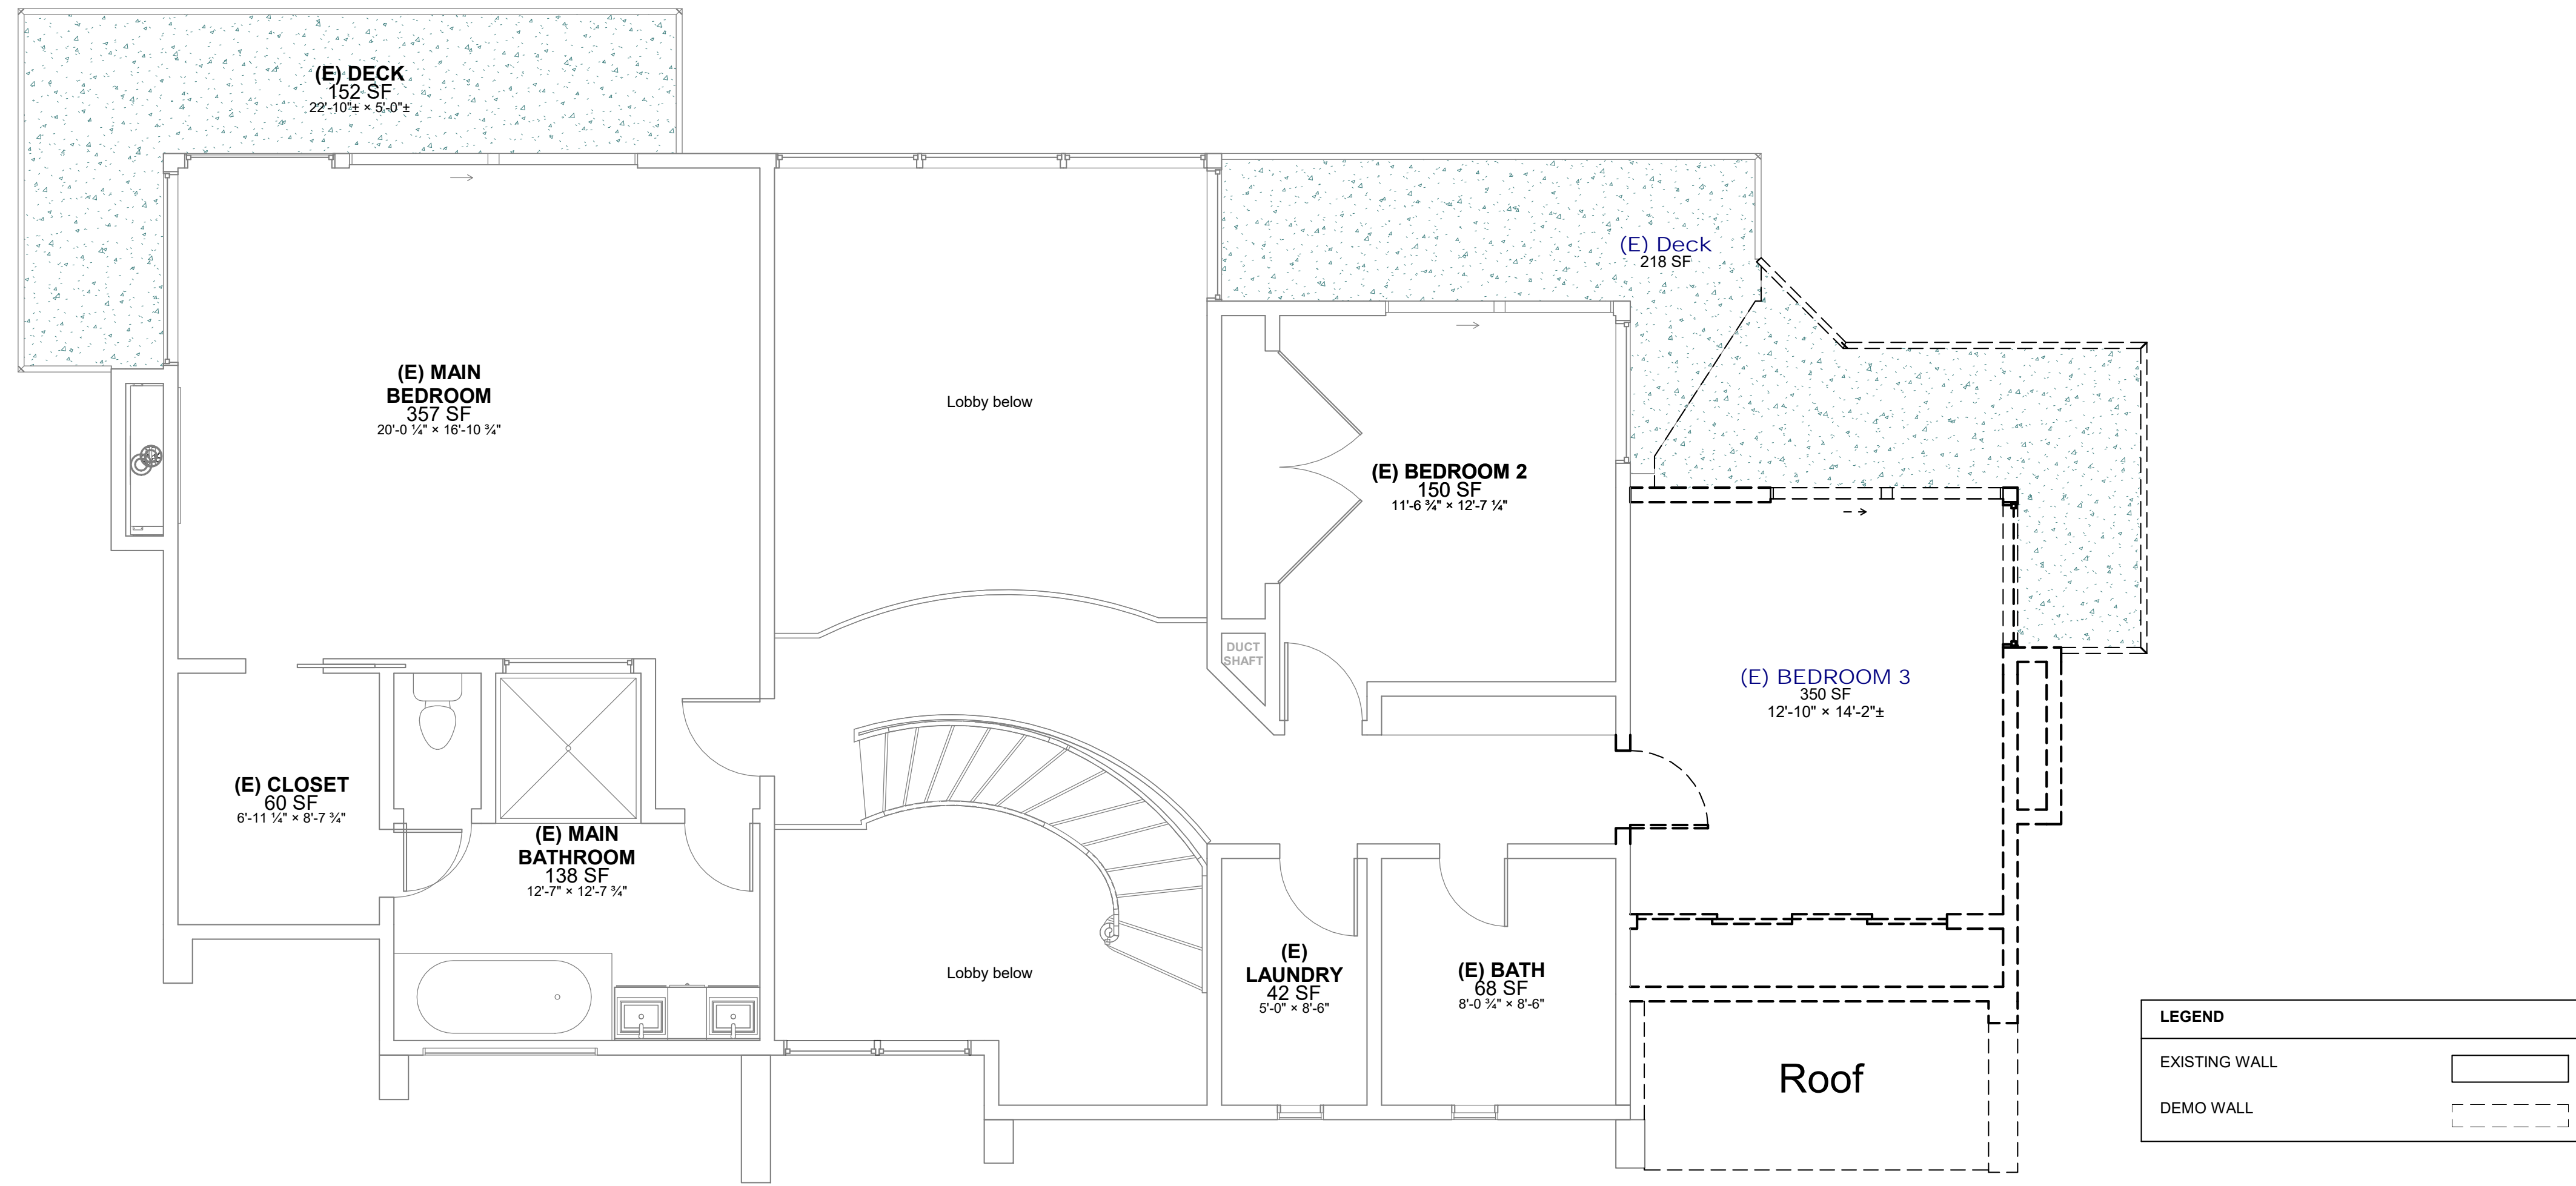 (E) DECK
152 SF
22'-10"± × 5'-0"±
(E) Deck
218 SF
(E) MAIN
BEDROOM
357 SF
20'-0 ¼" × 16'-10 ¾"
Lobby below
(E) BEDROOM 2
150 SF
11'-6 ¾" × 12'-7 ¼"
DUCT
SHAFT
(E) BEDROOM 3
350 SF
12'-10" × 14'-2"±
(E) CLOSET
60 SF
6'-11 ¼" × 8'-7 ¾"
(E) MAIN
BATHROOM
138 SF
12'-7" × 12'-7 ¾"
Lobby below
(E)
LAUNDRY
42 SF
5'-0" × 8'-6"
(E) BATH
68 SF
8'-0 ¾" × 8'-6"
Roof
LEGEND
EXISTING WALL
DEMO WALL